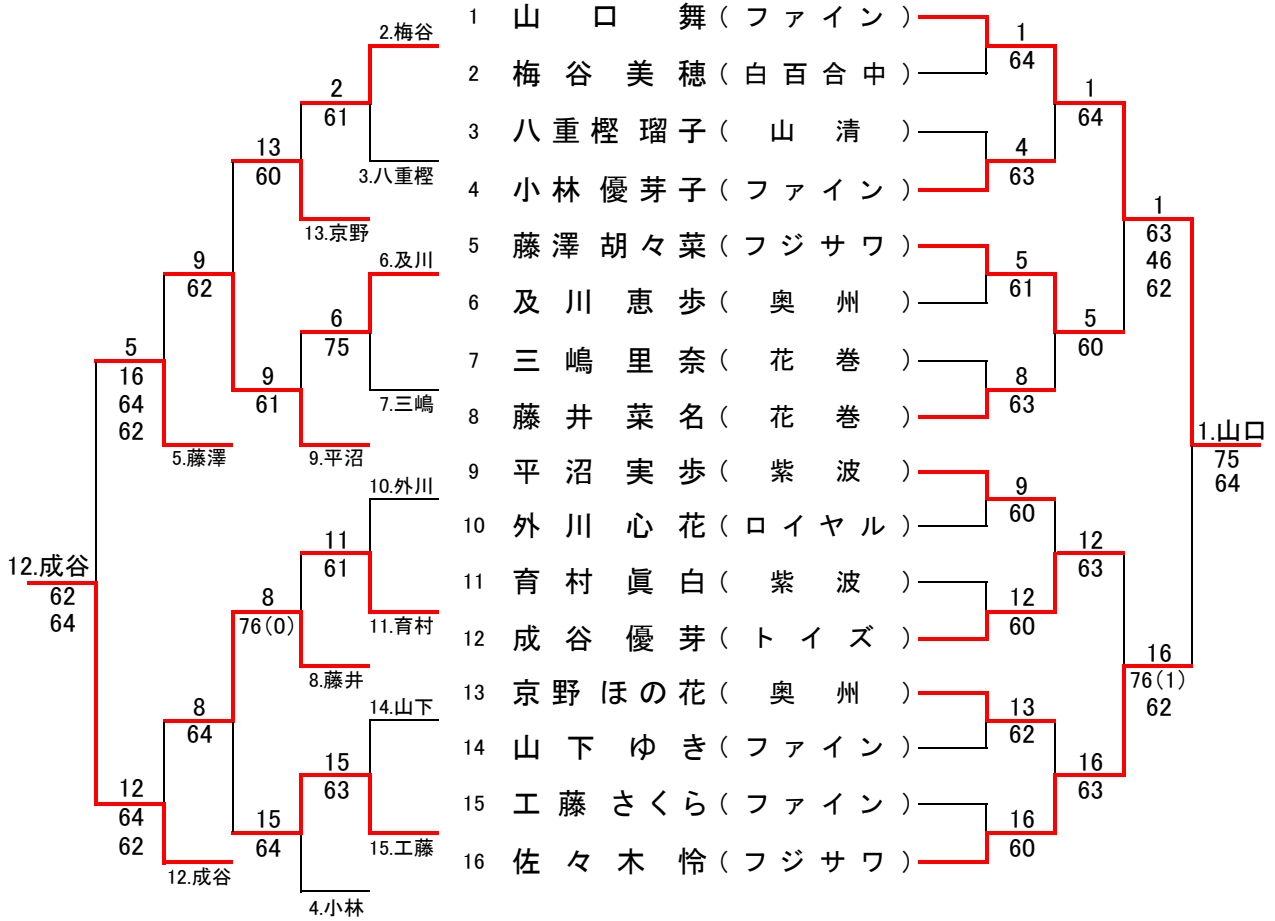 1 山口舞(ファイン)
2 梅谷美穂(白百合中)
3 八重樫瑠子(山清)
4 小林優芽子(ファイン)
5 藤澤胡々菜(フジサワ)
6 及川恵歩(奥州)
7 三嶋里奈(花巻)
8 藤井菜名(花巻)
9 平沼実歩(紫波)
10 外川心花(ロイヤル)
11 育村眞白(紫波)
12 成谷優芽(トイズ)
13 京野ほの花(奥州)
14 山下ゆき(ファイン)
15 工藤さくら(ファイン)
16 佐々木怜(フジサワ)
2.梅谷
2
61
3.八重樫
13
60
13.京野
6.及川
9
62
6
75
7.三嶋
5
16
64
62
9
61
5.藤澤
9.平沼
10.外川
11
61
12.成谷
62
64
8
76(0)
11.育村
8.藤井
14.山下
8
64
15
63
12
64
62
15
64
15.工藤
12.成谷
4.小林
1
64
4
63
5
61
8
63
9
60
12
60
13
62
16
60
1
64
5
60
12
63
16
63
1
63
46
62
16
76(1)
62
1.山口
75
64